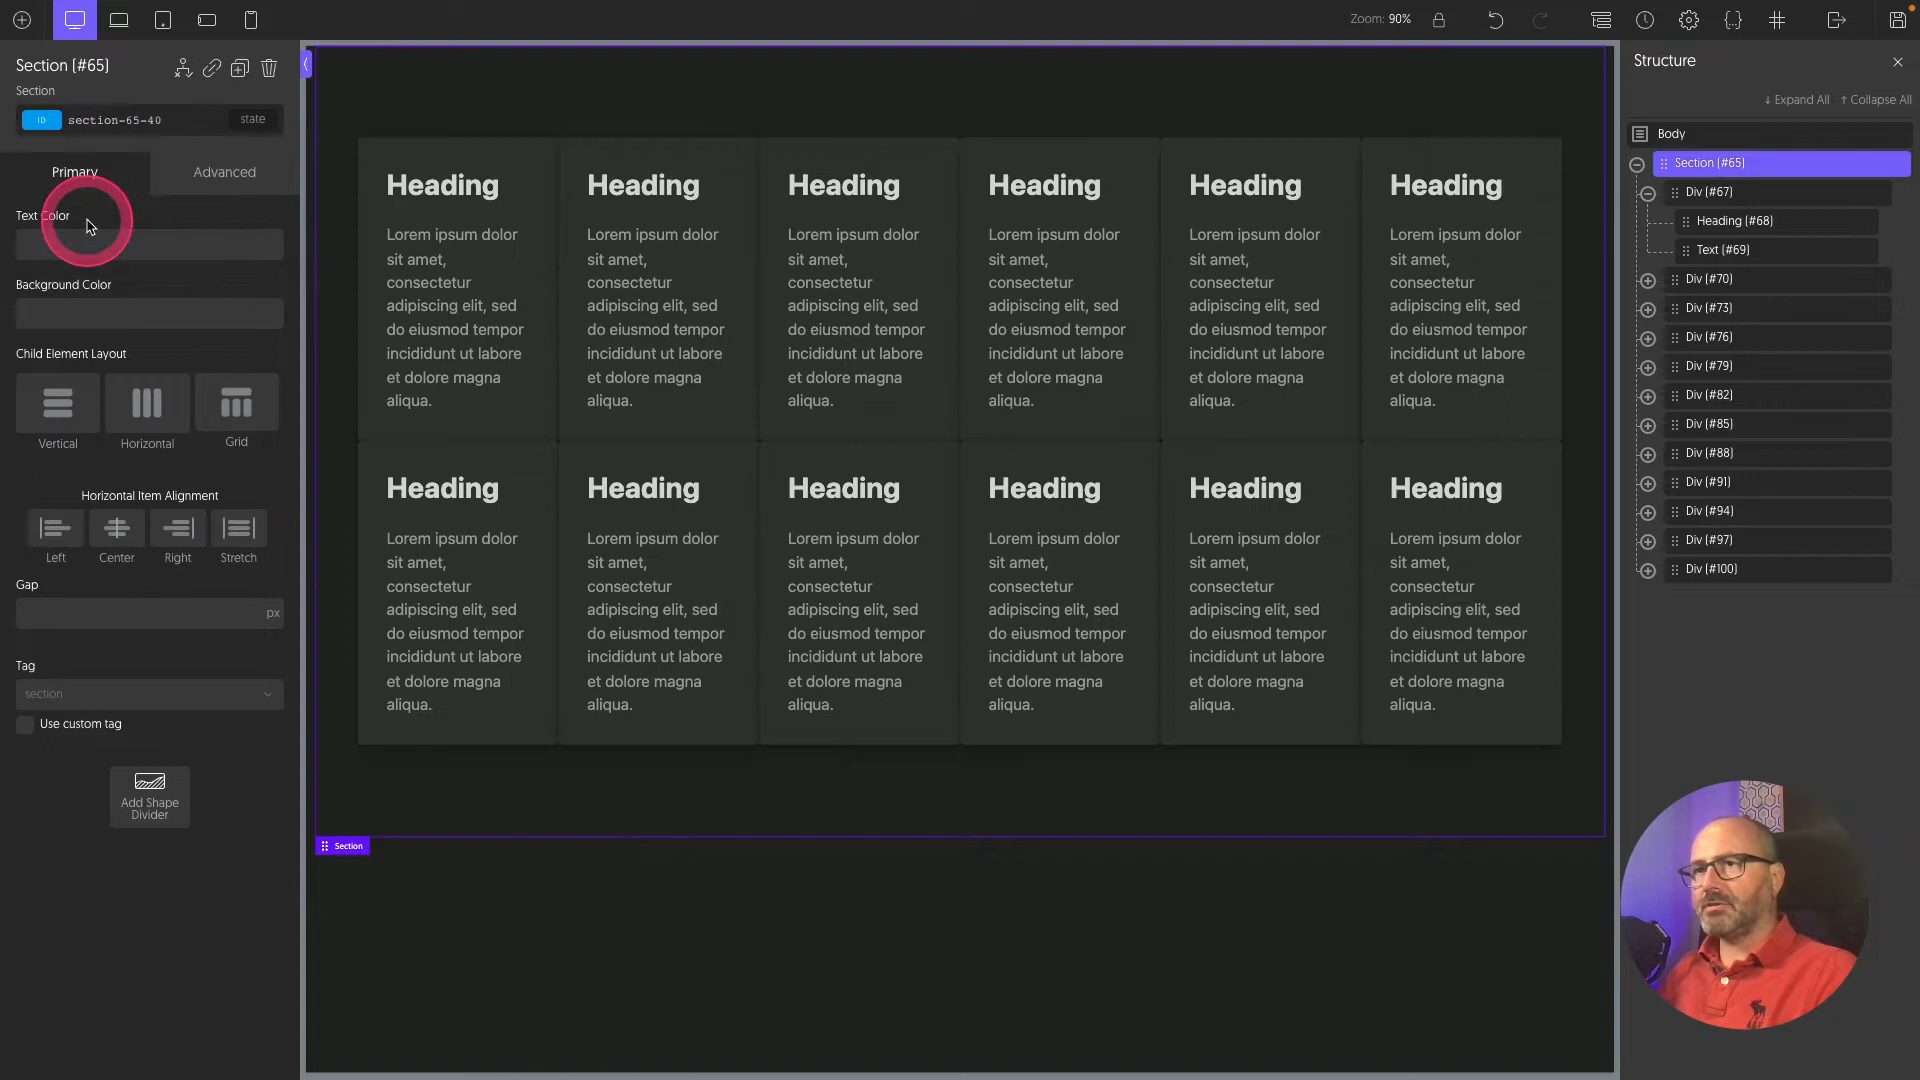 Zoom: 90%
Section (#65)
Section
ID section-65-40 state
Primary Advanced
Text Color
Background Color
Child Element Layout
Vertical Horizontal Grid
Horizontal Item Alignment
Left Center Right Stretch
Gap
px
Tag
section
Use custom tag
Add Shape
Divider
Heading Heading Heading Heading Heading Heading
Lorem ipsum dolor Lorem ipsum dolor Lorem ipsum dolor Lorem ipsum dolor Lorem ipsum dolor Lorem ipsum dolor
sit amet, sit amet, sit amet, sit amet, sit amet, sit amet,
consectetur consectetur consectetur consectetur consectetur consectetur
adipiscing elit, sed adipiscing elit, sed adipiscing elit, sed adipiscing elit, sed adipiscing elit, sed adipiscing elit, sed
do eiusmod tempor do eiusmod tempor do eiusmod tempor do eiusmod tempor do eiusmod tempor do eiusmod tempor
incididunt ut labore incididunt ut labore incididunt ut labore incididunt ut labore incididunt ut labore incididunt ut labore
et dolore magna et dolore magna et dolore magna et dolore magna et dolore magna et dolore magna
aliqua. aliqua. aliqua. aliqua. aliqua. aliqua.
Heading Heading Heading Heading Heading Heading
Lorem ipsum dolor Lorem ipsum dolor Lorem ipsum dolor Lorem ipsum dolor Lorem ipsum dolor Lorem ipsum dolor
sit amet, sit amet, sit amet, sit amet, sit amet, sit amet,
consectetur consectetur consectetur consectetur consectetur consectetur
adipiscing elit, sed adipiscing elit, sed adipiscing elit, sed adipiscing elit, sed adipiscing elit, sed adipiscing elit, sed
do eiusmod tempor do eiusmod tempor do eiusmod tempor do eiusmod tempor do eiusmod tempor do eiusmod tempor
incididunt ut labore incididunt ut labore incididunt ut labore incididunt ut labore incididunt ut labore incididunt ut labore
et dolore magna et dolore magna et dolore magna et dolore magna et dolore magna et dolore magna
aliqua. aliqua. aliqua. aliqua. aliqua. aliqua.
Section
Structure
Expand All Collapse All
Body
Section (#65)
Div (#67)
Heading (#68)
Text (#69)
Div (#70)
Div (#73)
Div (#76)
Div (#79)
Div (#82)
Div (#85)
Div (#88)
Div (#91)
Div (#94)
Div (#97)
Div (#100)